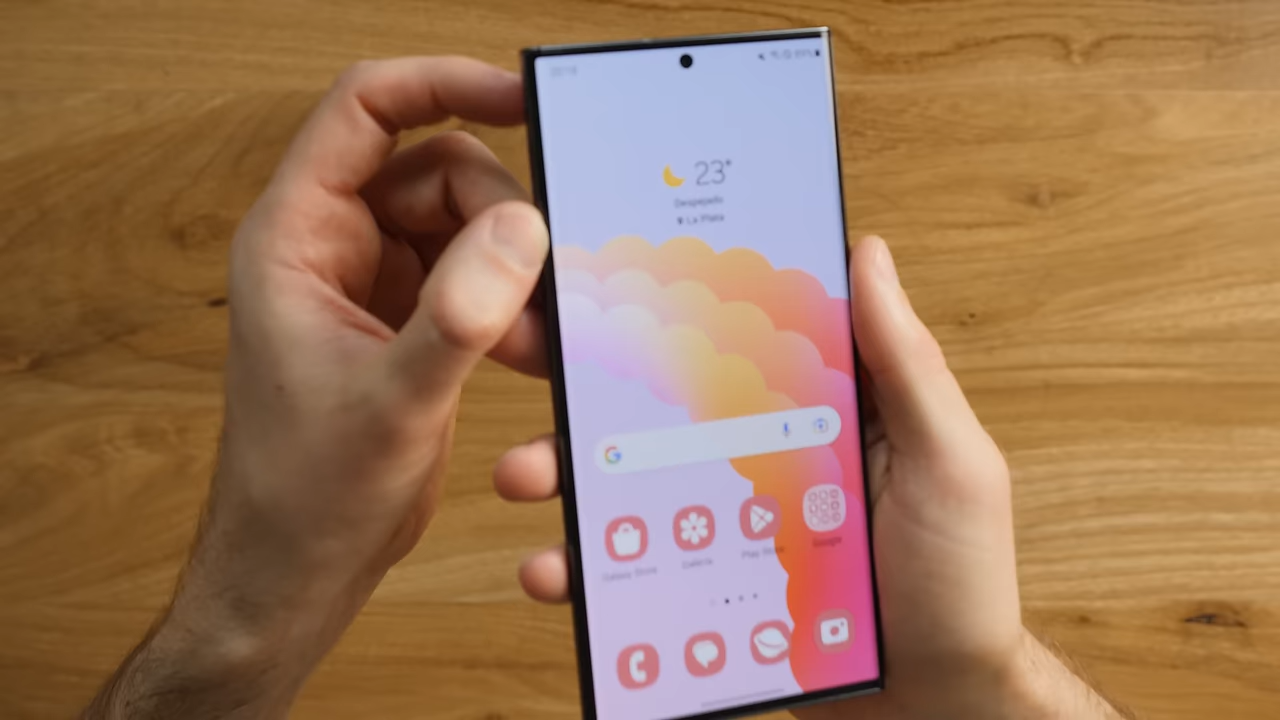 23°
Despejado
La Plata
G
Galaxy Store
Galería
Play Store
Google